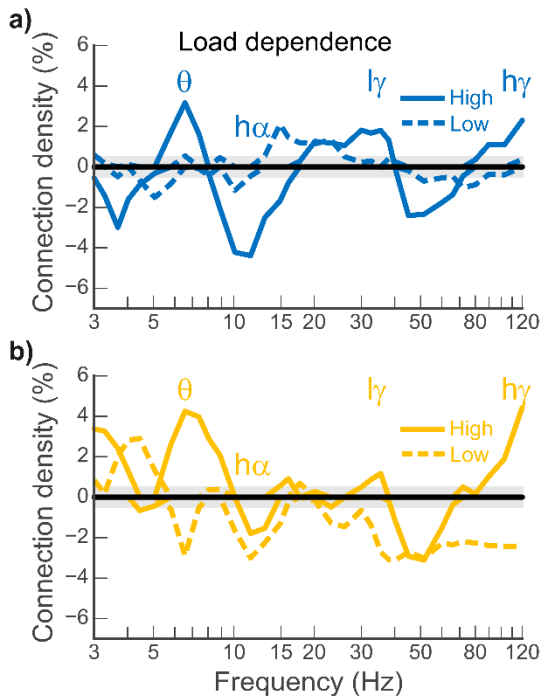 a)
Load dependence
Connection density (%)
6
4
2
0
−2
−4
−6
θ
hα
lγ
hγ
High
Low
3 5 10 15 20 30 50 80 120
b)
Connection density (%)
6
4
2
0
−2
−4
−6
θ
hα
lγ
hγ
High
Low
3 5 10 15 20 30 50 80 120
Frequency (Hz)